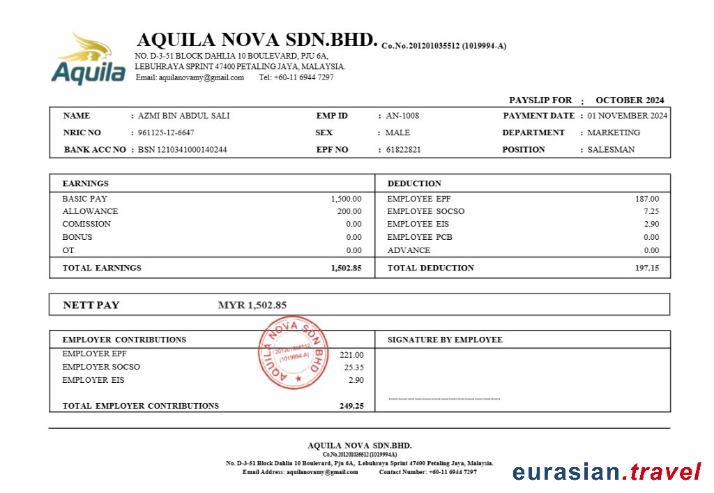 Aquila
AQUILA NOVA SDN.BHD. Co.No.201201035512 (1019994-A)
NO. D-3-51 BLOCK DAHLIA 10 BOULEVARD, PJU 6A,
LEBUHRAYA SPRINT 47400 PETALING JAYA, MALAYSIA.
Email: aquilanovamy@gmail.com Tel: +60-11 6944 7297
PAYSLIP FOR : OCTOBER 2024
NAME : AZMI BIN ABDUL SALI EMP ID : AN-1008 PAYMENT DATE : 01 NOVEMBER 2024
NRIC NO : 961125-12-6647 SEX : MALE DEPARTMENT : MARKETING
BANK ACC NO : BSN 1210341000140244 EPF NO : 61822821 POSITION : SALESMAN
EARNINGS DEDUCTION
BASIC PAY 1,500.00 EMPLOYEE EPF 187.00
ALLOWANCE 200.00 EMPLOYEE SOCSO 7.25
COMISSION 0.00 EMPLOYEE EIS 2.90
BONUS 0.00 EMPLOYEE PCB 0.00
OT 0.00 ADVANCE 0.00
TOTAL EARNINGS 1,502.85 TOTAL DEDUCTION 197.15
NETT PAY MYR 1,502.85
EMPLOYER CONTRIBUTIONS SIGNATURE BY EMPLOYEE
EMPLOYER EPF 221.00
EMPLOYER SOCSO 25.35
EMPLOYER EIS 2.90
TOTAL EMPLOYER CONTRIBUTIONS 249.25
AQUILA NOVA SDN BHD
201201035512
(1019994-A)
AQUILA NOVA SDN.BHD.
Co.No.201201035512 (1019994-A)
No. D-3-51 Block Dahlia 10 Boulevard, Pju 6A, Lebuhraya Sprint 47400 Petaling Jaya, Malaysia.
Email Address: aquilanovamy@gmail.com Contact Number: +60-11 6944 7297
eurasian.travel